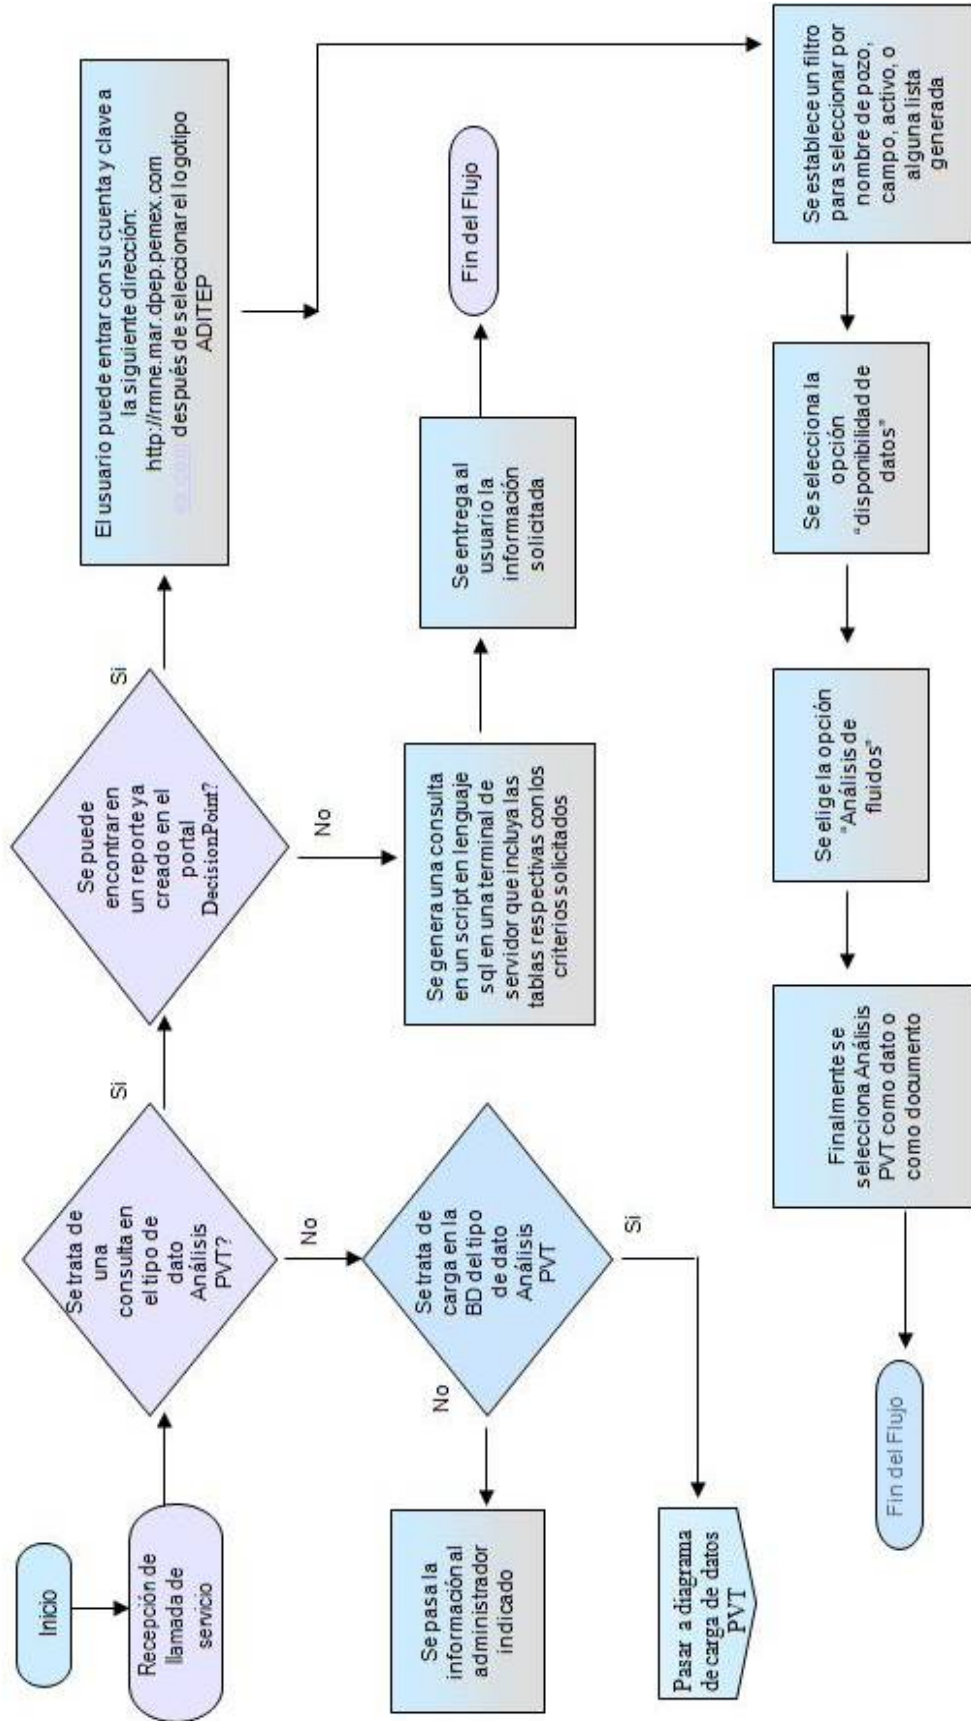 Inicio
Recepción de
llamada de
servicio
Se trata de
una
consulta en
el tipo de
dato
Análisis
PVT?
Si
No
Se puede
encontrar en
un reporte ya
creado en el
portal
DecisionPoint?
Si
No
El usuario puede entrar con su cuenta y clave a
la siguiente dirección:
http://rmne.mar.dpep.pemex.com
después de seleccionar el logotipo
ADITEP
Se genera una consulta
en un script en lenguaje
sql en una terminal de
servidor que incluya las
tablas respectivas con los
criterios solicitados
Se entrega al
usuario la
información
solicitada
Fin del Flujo
Se trata de
carga en la
BD del tipo
de dato
Análisis
PVT
No
Si
Se pasa la
información al
administrador
indicado
Pasar a diagrama
de carga de datos
PVT
Se establece un filtro
para seleccionar por
nombre de pozo,
campo, activo, o
alguna lista
generada
Se selecciona la
opción
"disponibilidad de
datos"
Se elige la opción
"Análisis de
fluidos"
Finalmente se
selecciona Análisis
PVT como dato o
como documento
Fin del Flujo